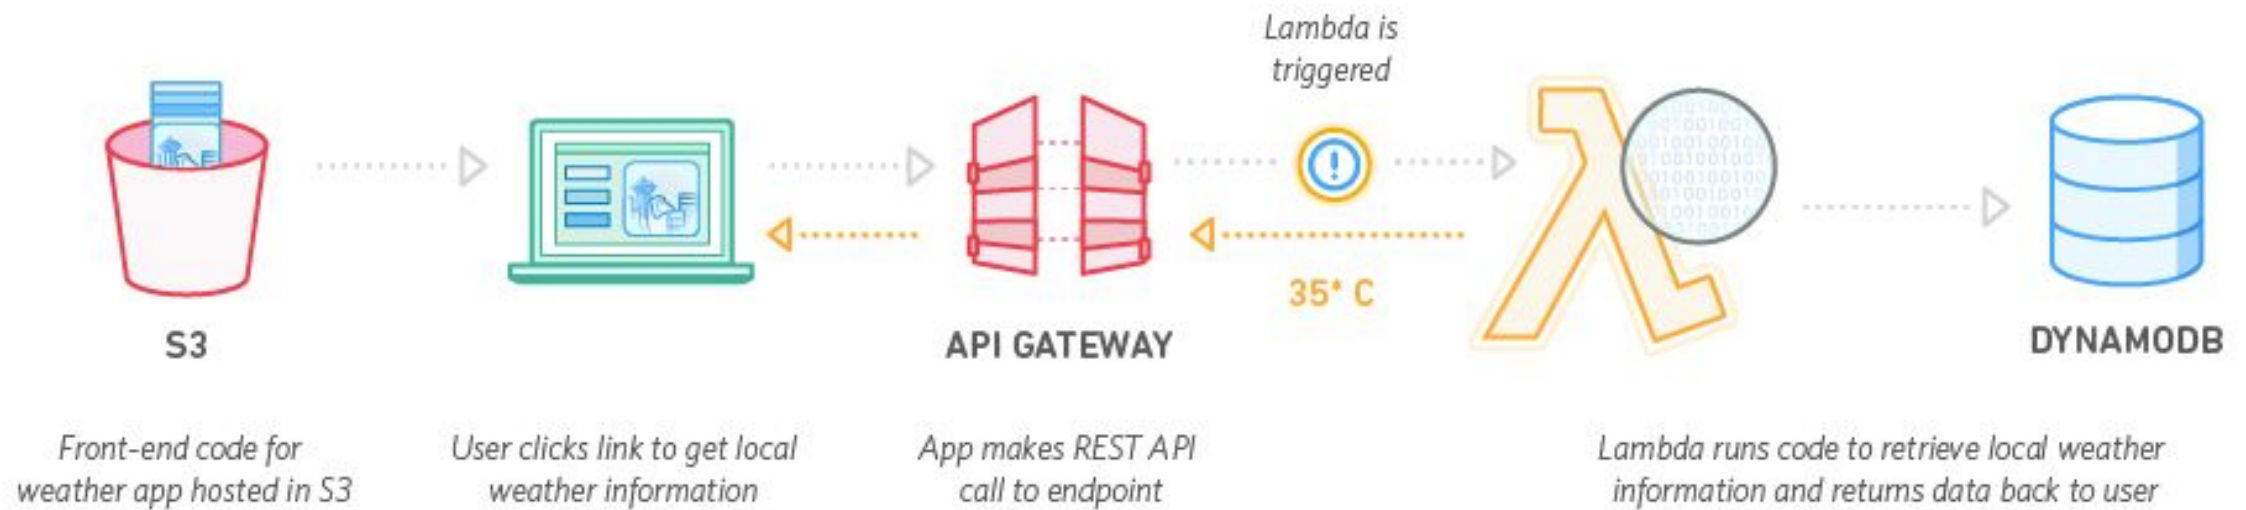 Lambda is
triggered
35* C
S3
API GATEWAY
DYNAMODB
Front-end code for
weather app hosted in S3
User clicks link to get local
weather information
App makes REST API
call to endpoint
Lambda runs code to retrieve local weather
information and returns data back to user